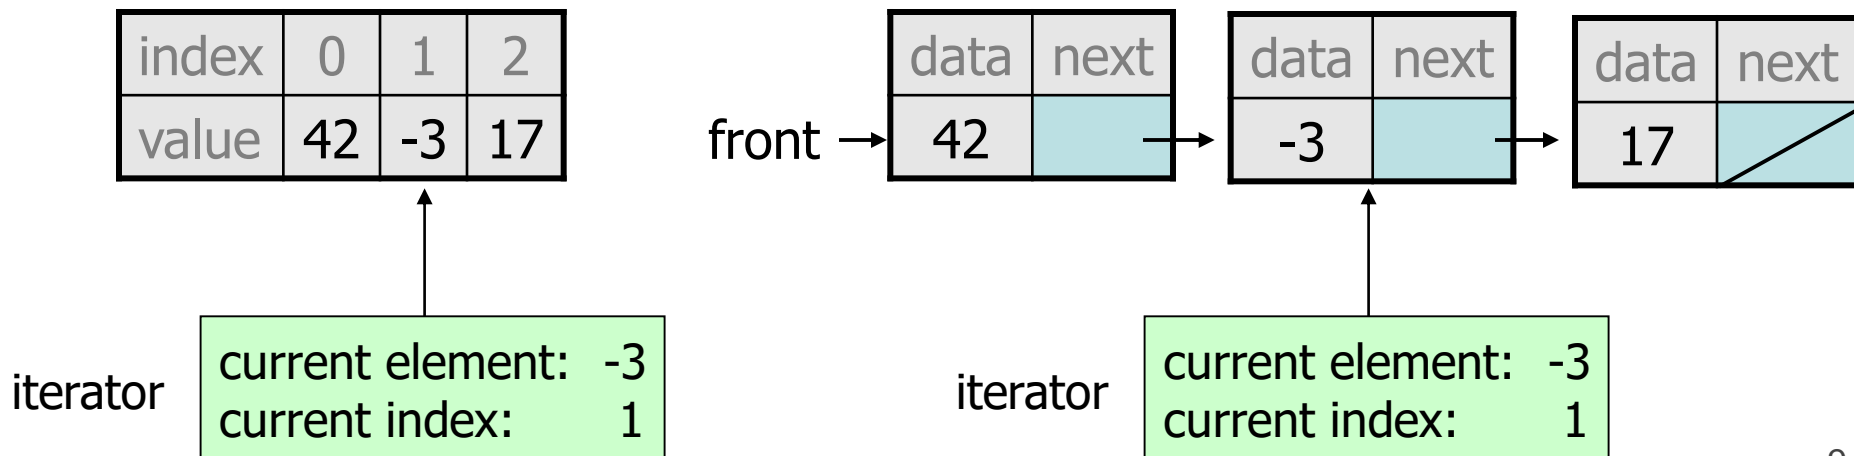 index 0 1 2
value 42 -3 17
front
data next
42
data next
-3
data next
17
iterator
current element: -3
current index: 1
iterator
current element: -3
current index: 1